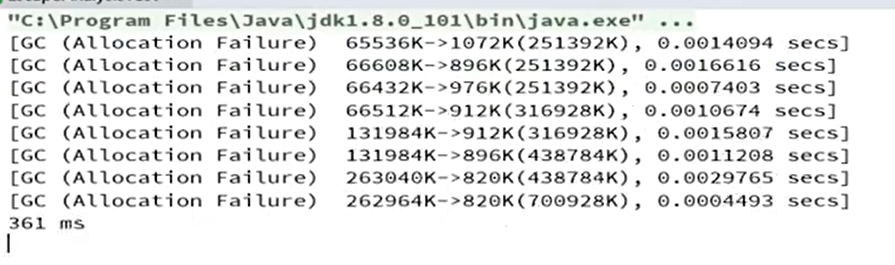 "C:\Program Files\Java\jdk1.8.0_101\bin\java.exe" ...
[GC (Allocation Failure)  65536K->1072K(251392K), 0.0014094 secs]
[GC (Allocation Failure)  66608K->896K(251392K), 0.0016616 secs]
[GC (Allocation Failure)  66432K->976K(251392K), 0.0007403 secs]
[GC (Allocation Failure)  66512K->912K(316928K), 0.0010674 secs]
[GC (Allocation Failure)  131984K->912K(316928K), 0.0015807 secs]
[GC (Allocation Failure)  131984K->896K(438784K), 0.0011208 secs]
[GC (Allocation Failure)  263040K->820K(438784K), 0.0029765 secs]
[GC (Allocation Failure)  262964K->820K(700928K), 0.0004493 secs]
361 ms